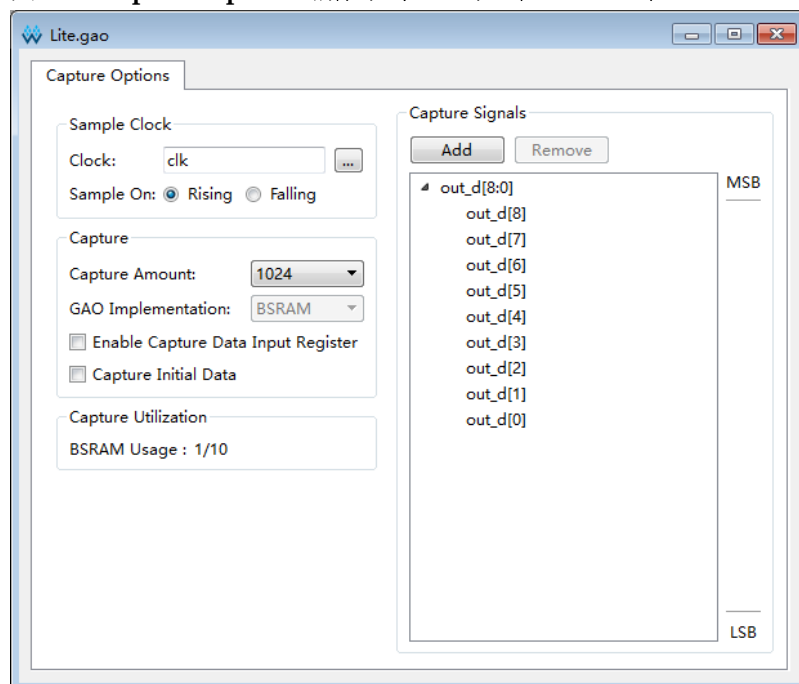 Lite.gao
Capture Options
Sample Clock
Clock: clk ...
Sample On: Rising Falling
Capture
Capture Amount: 1024
GAO Implementation: BSRAM
Enable Capture Data Input Register
Capture Initial Data
Capture Utilization
BSRAM Usage : 1/10
Capture Signals
Add Remove
out_d[8:0]
out_d[8]
out_d[7]
out_d[6]
out_d[5]
out_d[4]
out_d[3]
out_d[2]
out_d[1]
out_d[0]
MSB
LSB